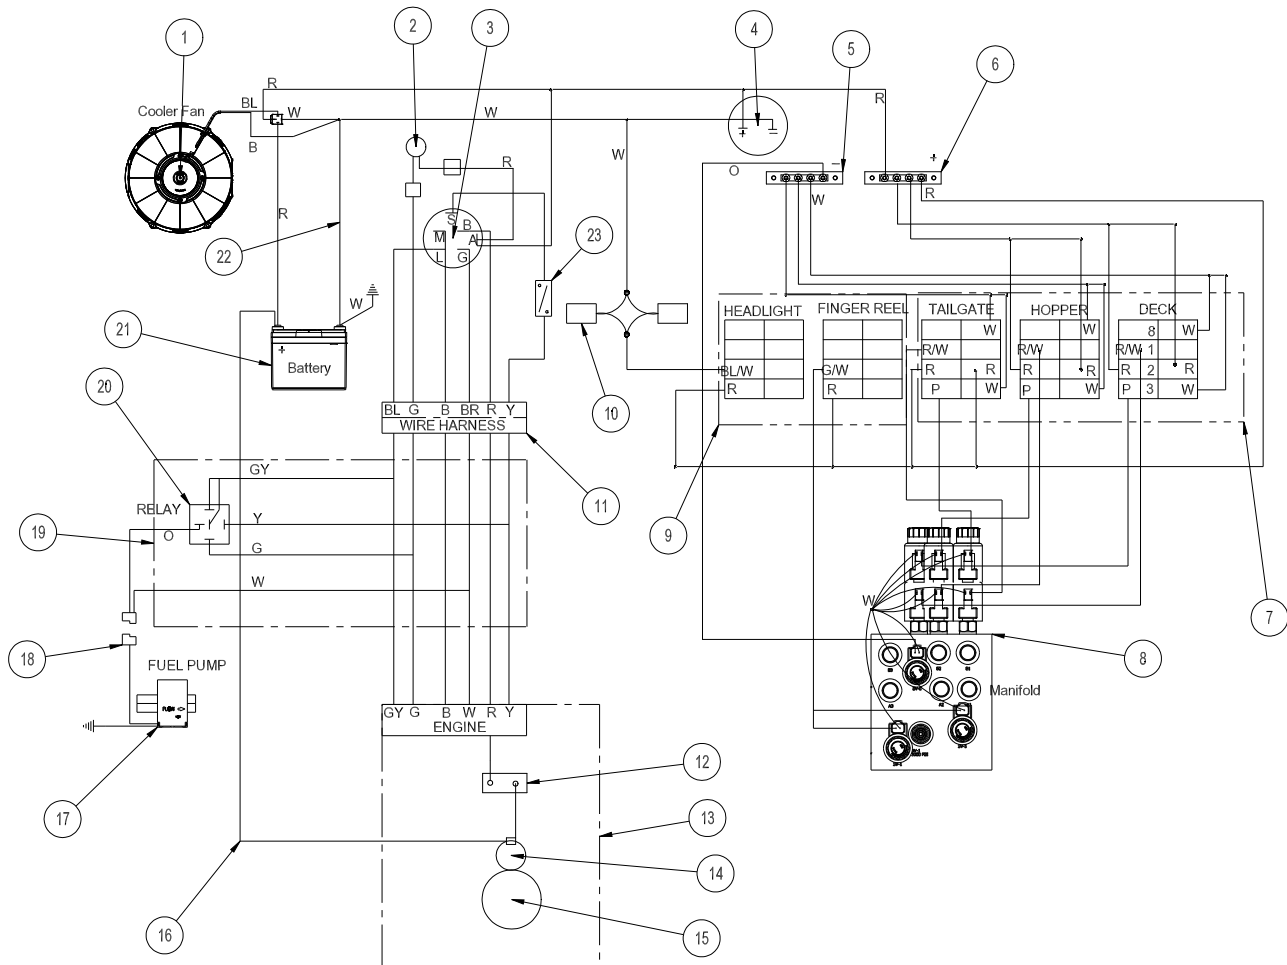 1
2
3
4
5
6
R
Cooler Fan
BL
W
W
R
B
W
R
O
–
+
S
B
M
A
L
G
W
R
R
22
23
W
HEADLIGHT
FINGER REEL
TAILGATE
HOPPER
DECK
W
W
8 W
R/W
R/W
R/W 1
21
+
–
Battery
BL/W
G/W
R
R
R
R
R
2
R
R
R
P
W
P
W
P
3
W
20
10
BL G B BR R Y
WIRE HARNESS
GY
11
RELAY
Y
19
O
G
9
W
W
7
18
FUEL PUMP
8
Manifold
GY G B W R Y
ENGINE
12
17
13
14
16
15